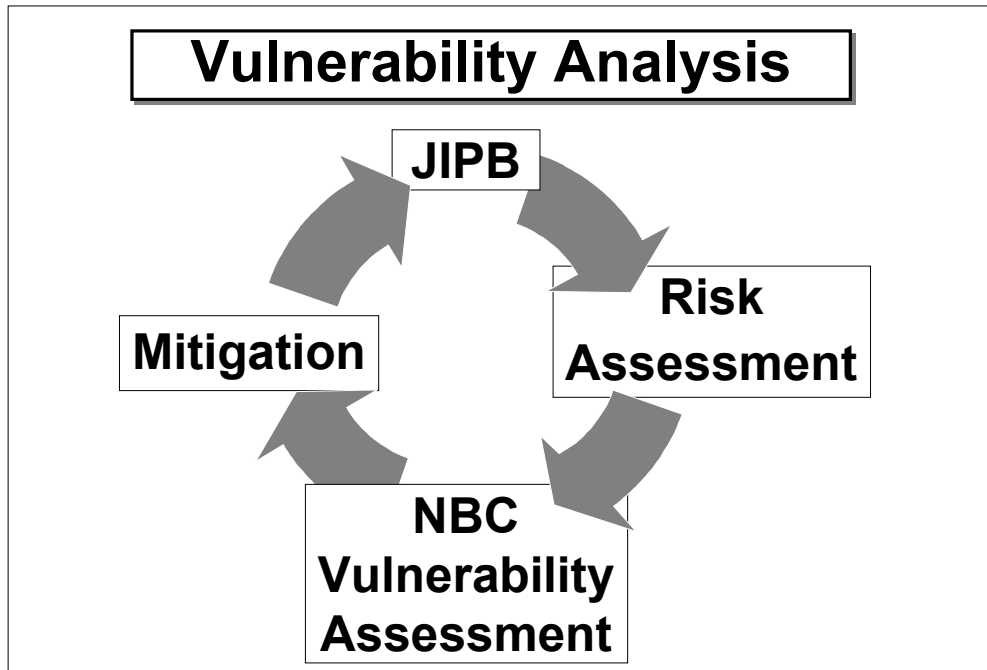 Vulnerability Analysis
JIPB
Risk
Assessment
NBC
Vulnerability
Assessment
Mitigation